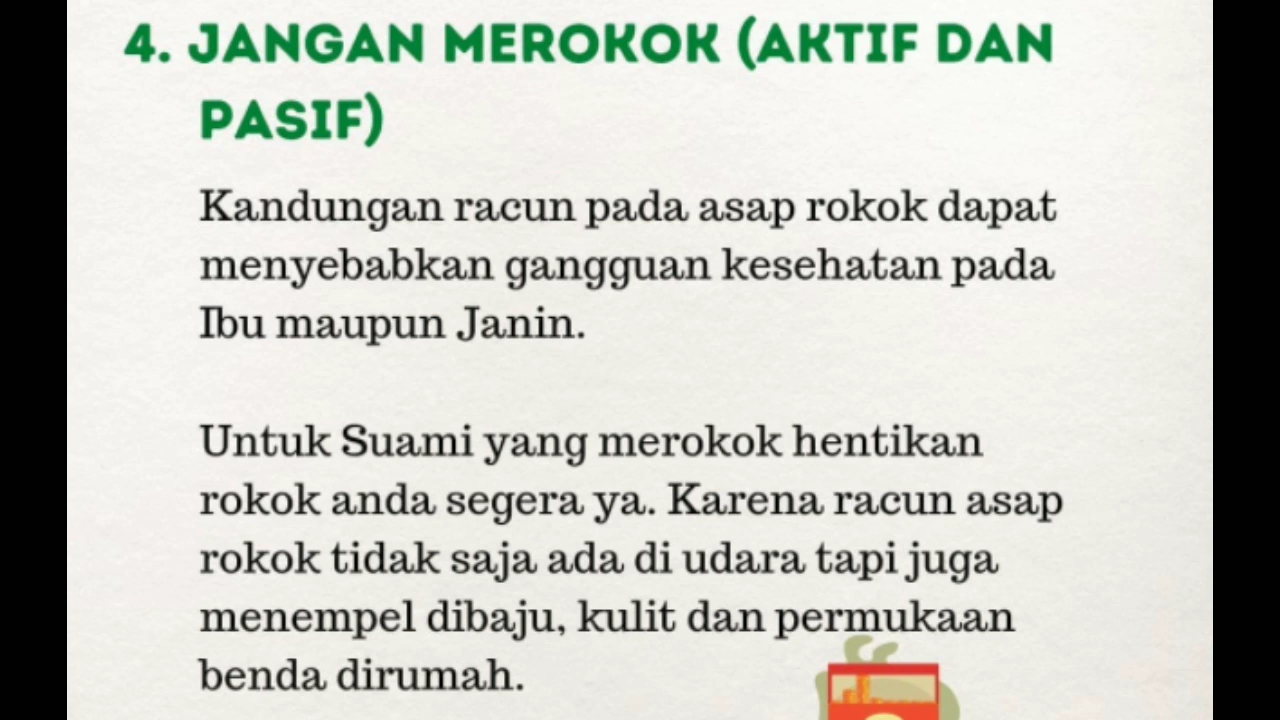 4. JANGAN MEROKOK (AKTIF DAN
PASIF)
Kandungan racun pada asap rokok dapat
menyebabkan gangguan kesehatan pada
Ibu maupun Janin.
Untuk Suami yang merokok hentikan
rokok anda segera ya. Karena racun asap
rokok tidak saja ada di udara tapi juga
menempel dibaju, kulit dan permukaan
benda dirumah.